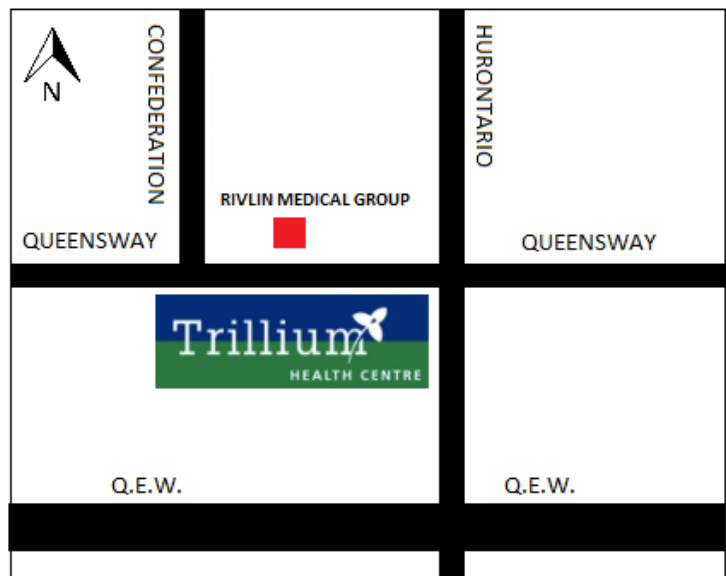 N
CONFEDERATION
HURONTARIO
RIVLIN MEDICAL GROUP
QUEENSWAY
QUEENSWAY
Trillium
HEALTH CENTRE
Q.E.W.
Q.E.W.